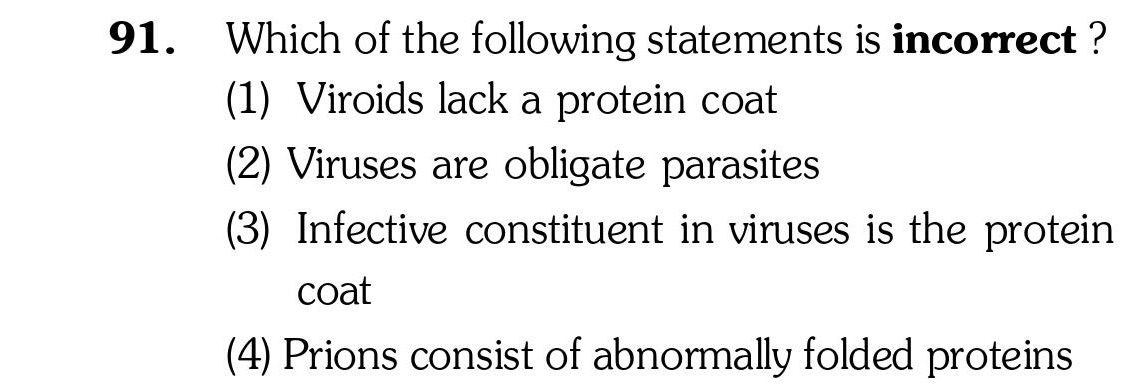 91. Which of the following statements is incorrect ?
(1) Viroids lack a protein coat
(2) Viruses are obligate parasites
(3) Infective constituent in viruses is the protein
coat
(4) Prions consist of abnormally folded proteins